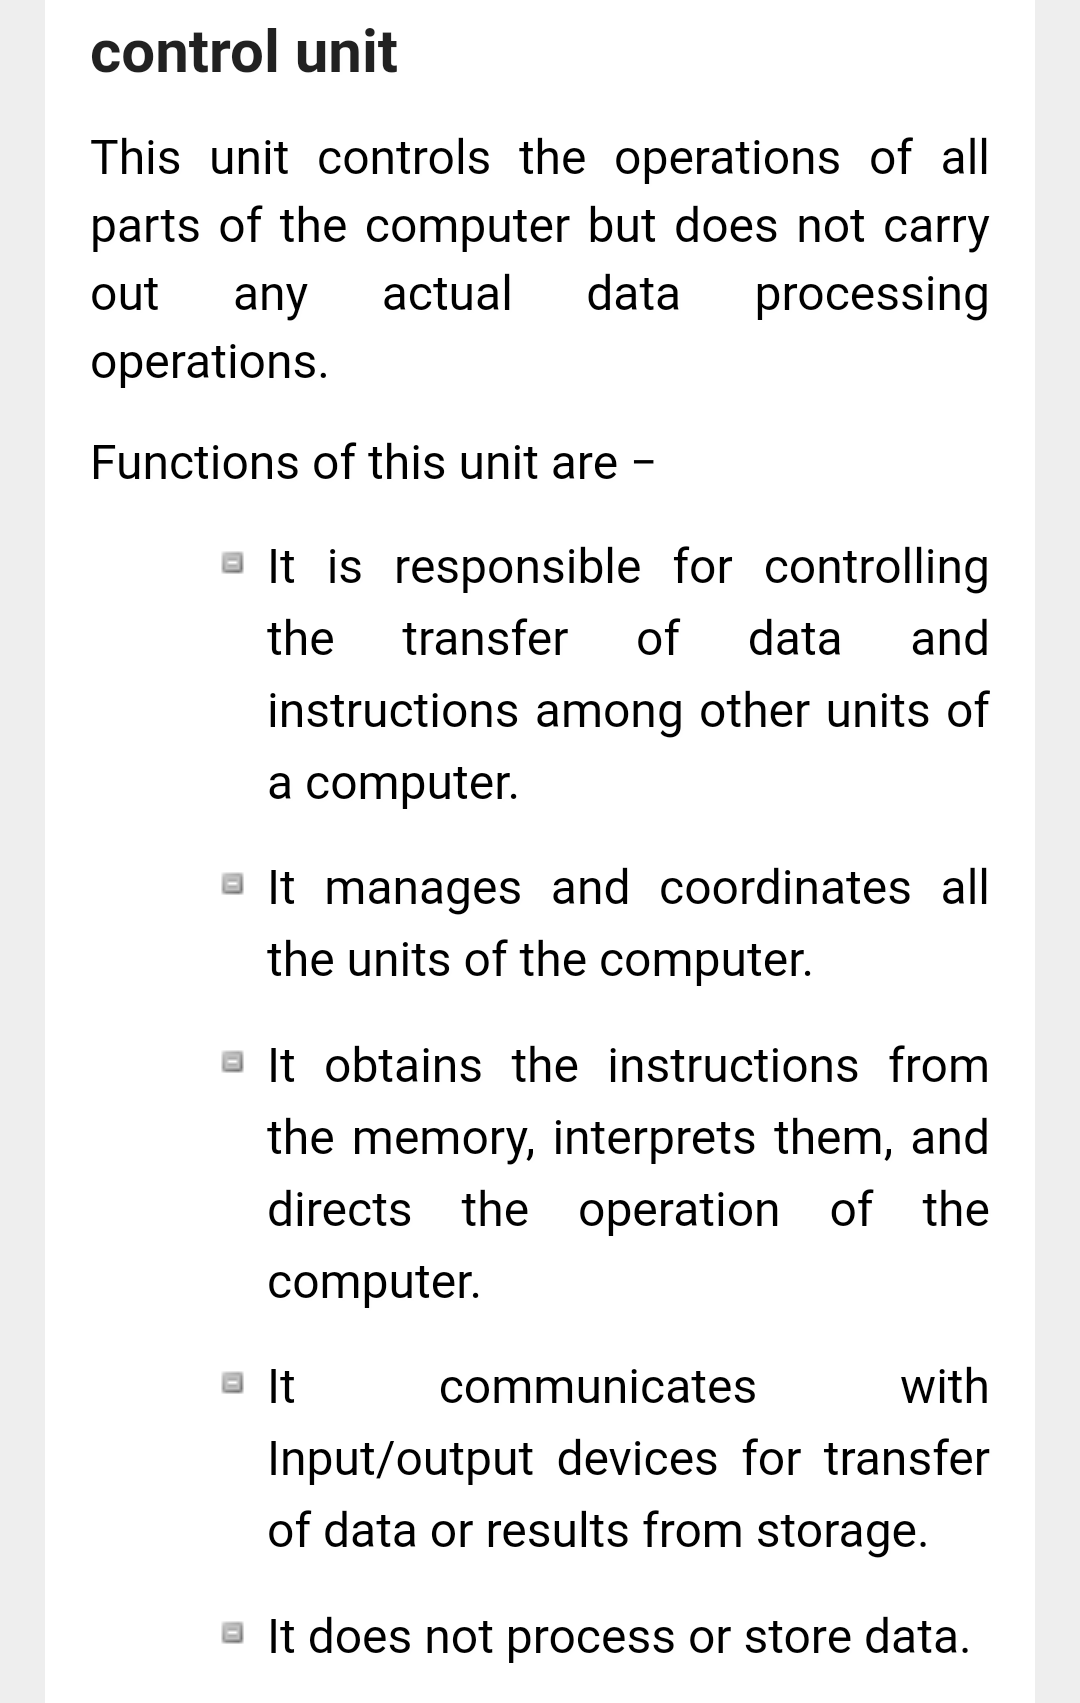 control unit
This unit controls the operations of all
parts of the computer but does not carry
out any actual data processing
operations.
Functions of this unit are −
It is responsible for controlling
the transfer of data and
instructions among other units of
a computer.
It manages and coordinates all
the units of the computer.
It obtains the instructions from
the memory, interprets them, and
directs the operation of the
computer.
It communicates with
Input/output devices for transfer
of data or results from storage.
It does not process or store data.